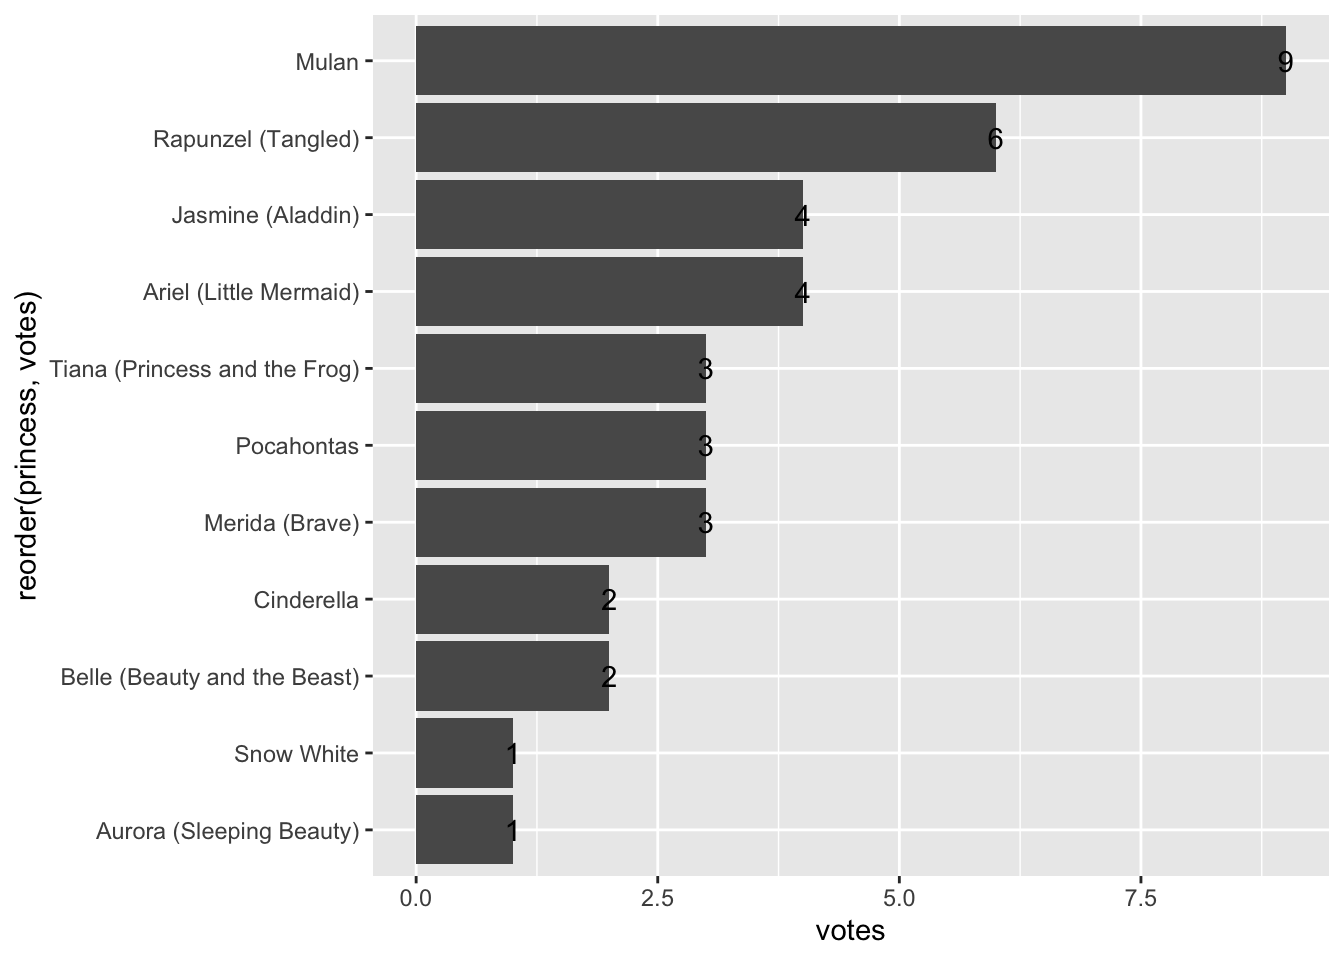 reorder(princess, votes)
Mulan 9
Rapunzel (Tangled) 6
Jasmine (Aladdin) 4
Ariel (Little Mermaid) 4
Tiana (Princess and the Frog) 3
Pocahontas 3
Merida (Brave) 3
Cinderella 2
Belle (Beauty and the Beast) 2
Snow White 1
Aurora (Sleeping Beauty) 1
0.0 2.5 5.0 7.5
votes